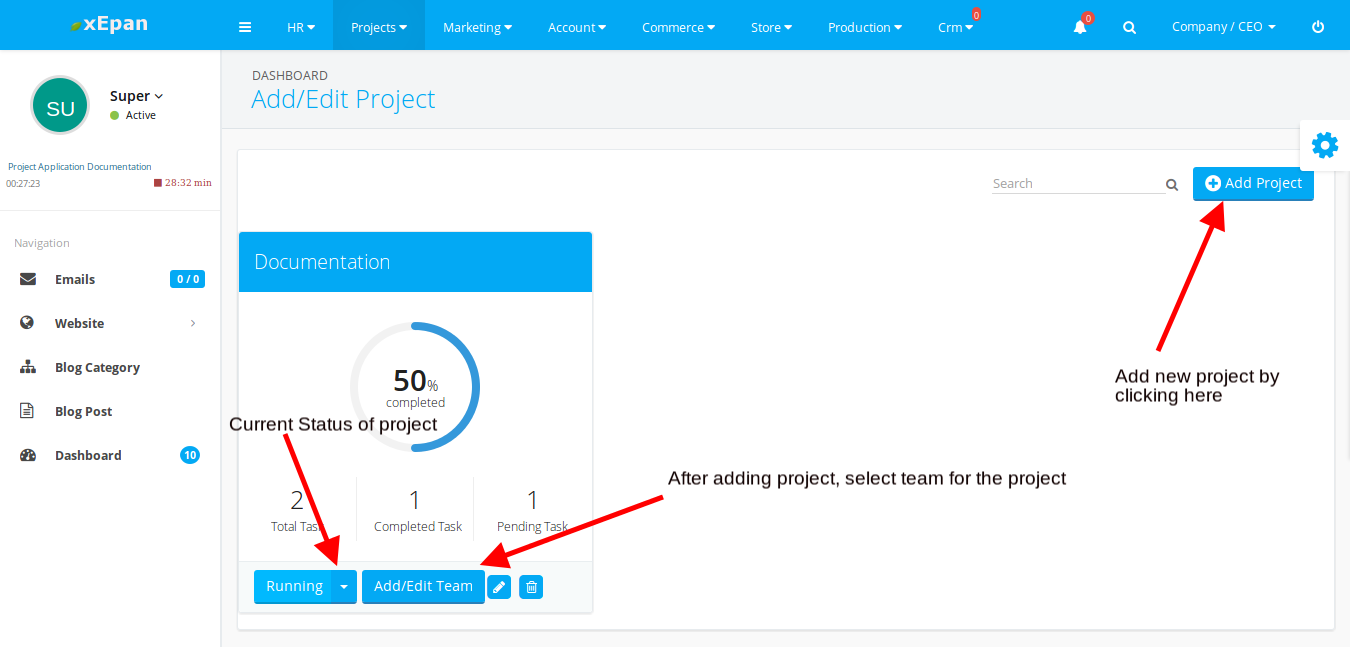 xEpan
HR
Projects
Marketing
Account
Commerce
Store
Production
Crm
0
0
Company / CEO
SU
Super
Active
Project Application Documentation
00:27:23
28:32 min
Navigation
Emails
0 / 0
Website
Blog Category
Blog Post
Dashboard
10
DASHBOARD
Add/Edit Project
Search
Add Project
Documentation
50%
completed
Current Status of project
Add new project by
clicking here
After adding project, select team for the project
2
Total Task
1
Completed Task
1
Pending Task
Running
Add/Edit Team